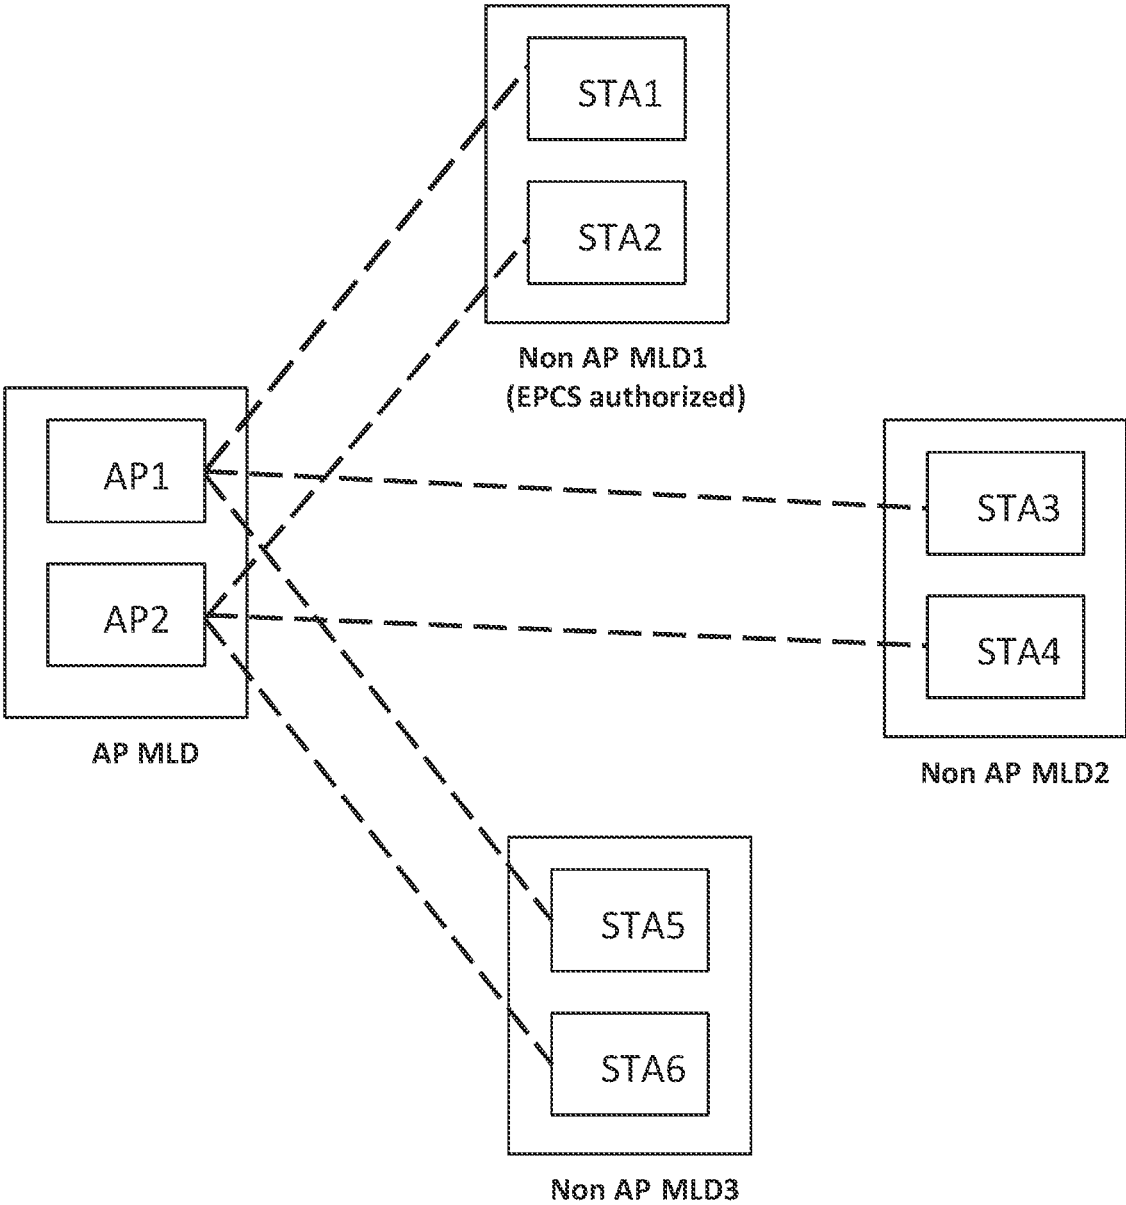 STA1
STA2
Non AP MLD1
(EPCS authorized)
AP1
AP2
AP MLD
STA3
STA4
Non AP MLD2
STA5
STA6
Non AP MLD3